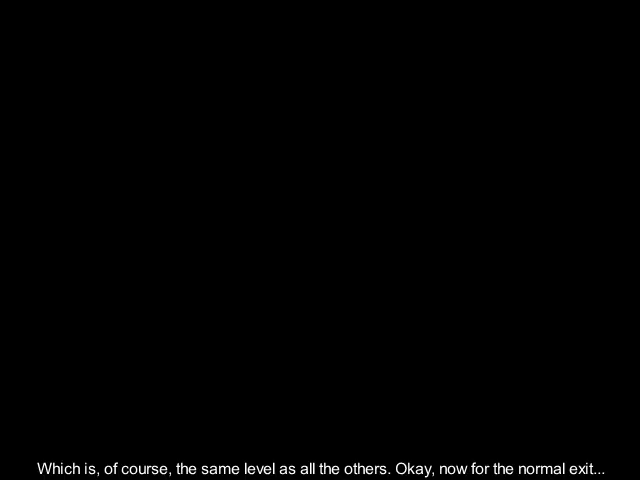 Which is, of course, the same level as all the others. Okay, now for the normal exit...